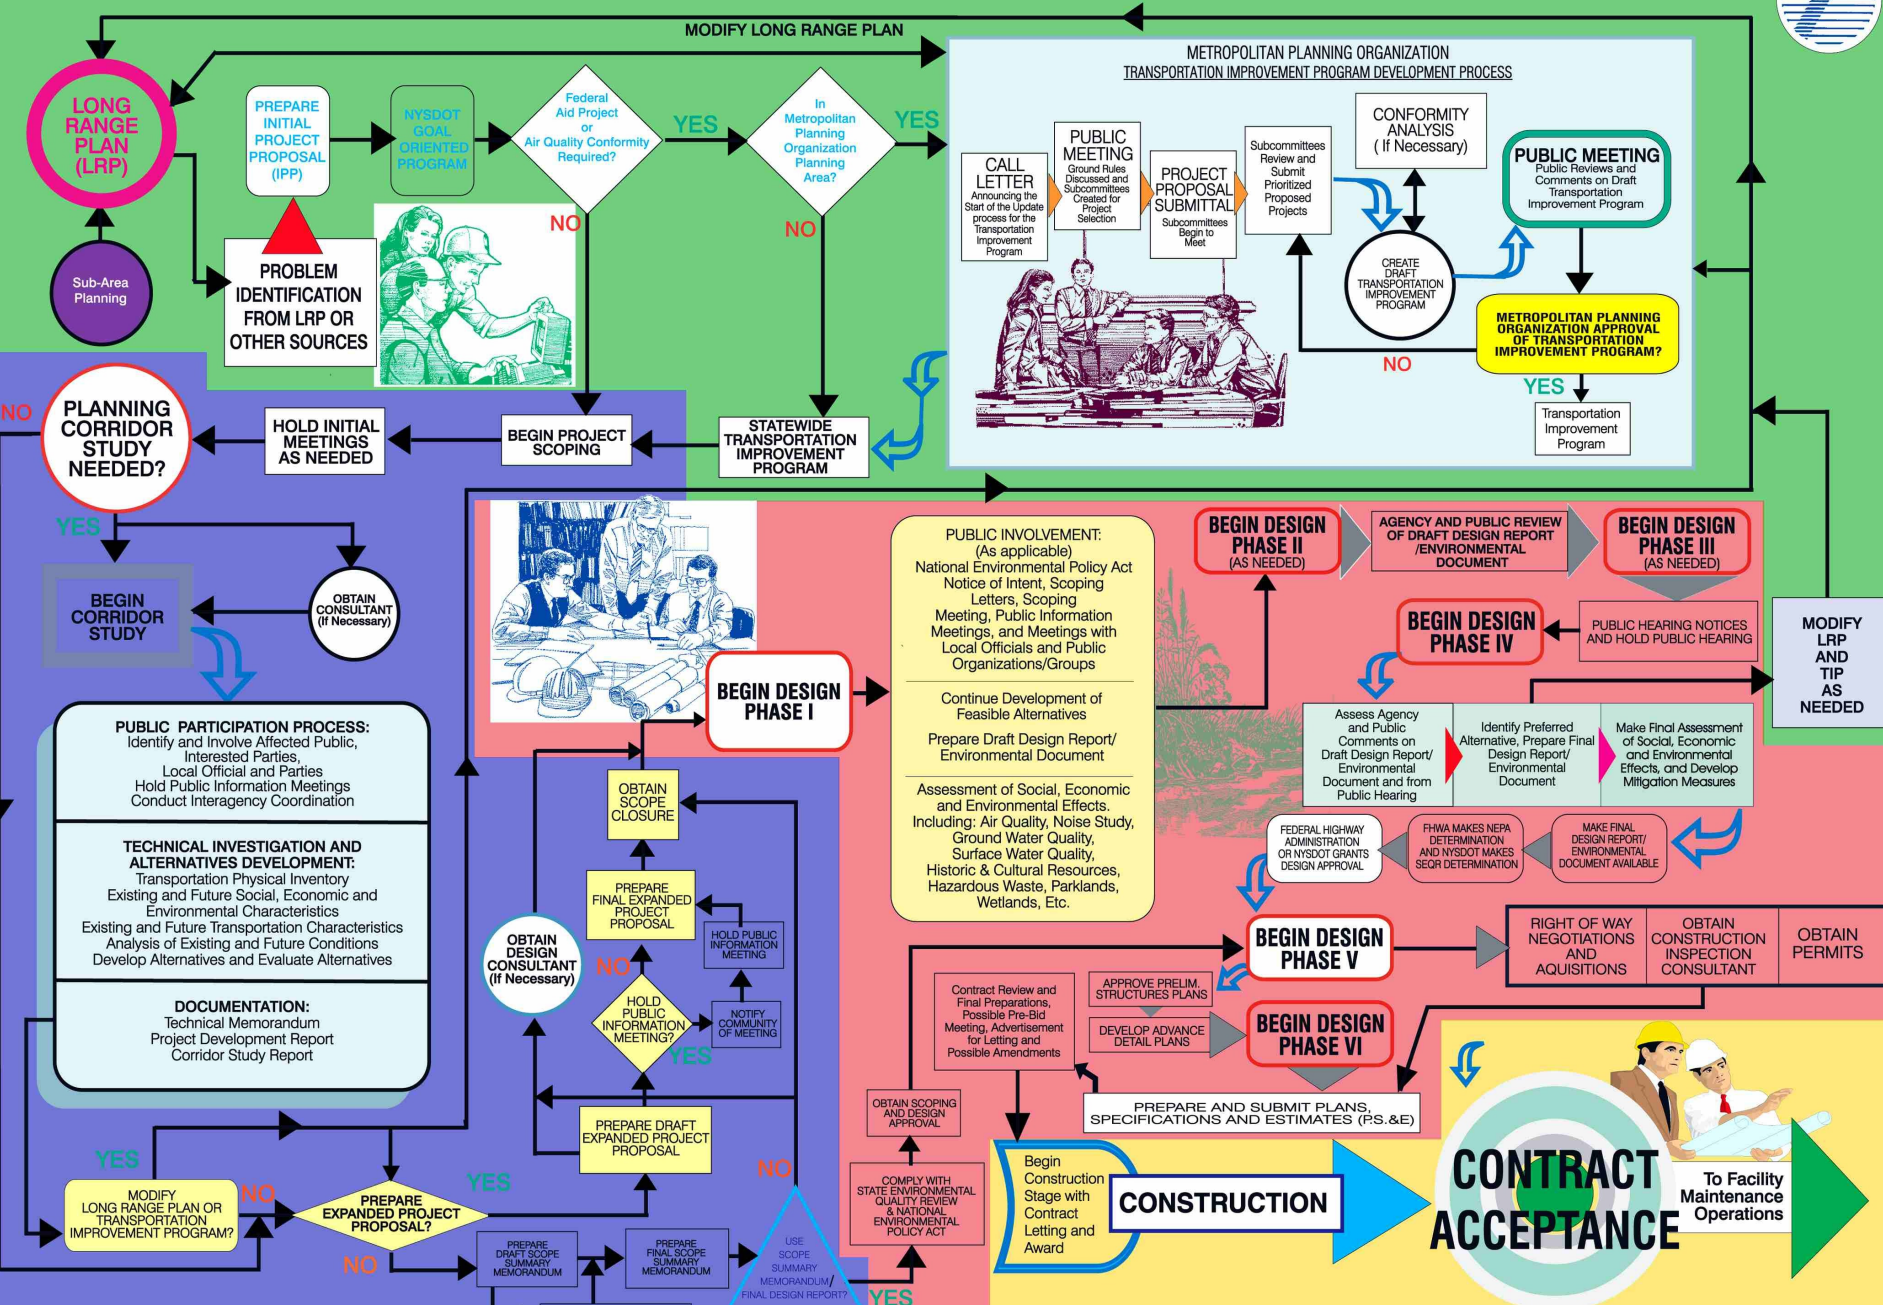 MODIFY LONG RANGE PLAN
LONG
RANGE
PLAN
(LRP)
Sub-Area
Planning
PREPARE
INITIAL
PROJECT
PROPOSAL
(IPP)
NYSDOT
GOAL
ORIENTED
PROGRAM
Federal
Aid Project
or
Air Quality Conformity
Required?
YES
NO
In
Metropolitan
Planning
Organization
Planning
Area?
YES
NO
PROBLEM
IDENTIFICATION
FROM LRP OR
OTHER SOURCES
METROPOLITAN PLANNING ORGANIZATION
TRANSPORTATION IMPROVEMENT PROGRAM DEVELOPMENT PROCESS
CALL
LETTER
Announcing the
Start of the Update
process for the
Transportation
Improvement
Program
PUBLIC
MEETING
Ground Rules
Discussed and
Subcommittees
Created for
Project
Selection
PROJECT
PROPOSAL
SUBMITTAL
Subcommittees
Begin to
Meet
Subcommittees
Review and
Submit
Prioritized
Proposed
Projects
CONFORMITY
ANALYSIS
( If Necessary)
CREATE
DRAFT
TRANSPORTATION
IMPROVEMENT
PROGRAM
PUBLIC MEETING
Public Reviews and
Comments on Draft
Transportation
Improvement Program
METROPOLITAN PLANNING
ORGANIZATION APPROVAL
OF TRANSPORTATION
IMPROVEMENT PROGRAM?
NO
YES
Transportation
Improvement
Program
STATEWIDE
TRANSPORTATION
IMPROVEMENT
PROGRAM
BEGIN PROJECT
SCOPING
HOLD INITIAL
MEETINGS
AS NEEDED
PLANNING
CORRIDOR
STUDY
NEEDED?
NO
YES
BEGIN
CORRIDOR
STUDY
OBTAIN
CONSULTANT
(If Necessary)
PUBLIC PARTICIPATION PROCESS:
Identify and Involve Affected Public,
Interested Parties,
Local Official and Parties
Hold Public Information Meetings
Conduct Interagency Coordination
TECHNICAL INVESTIGATION AND
ALTERNATIVES DEVELOPMENT:
Transportation Physical Inventory
Existing and Future Social, Economic and
Environmental Characteristics
Existing and Future Transportation Characteristics
Analysis of Existing and Future Conditions
Develop Alternatives and Evaluate Alternatives
DOCUMENTATION:
Technical Memorandum
Project Development Report
Corridor Study Report
YES
MODIFY
LONG RANGE PLAN OR
TRANSPORTATION
IMPROVEMENT PROGRAM?
NO
PREPARE
EXPANDED PROJECT
PROPOSAL?
YES
NO
PREPARE
DRAFT SCOPE
SUMMARY
MEMORANDUM
PREPARE
FINAL SCOPE
SUMMARY
MEMORANDUM
NO
USE
SCOPE
SUMMARY
MEMORANDUM/
FINAL DESIGN REPORT?
YES
PREPARE DRAFT
EXPANDED PROJECT
PROPOSAL
HOLD
PUBLIC
INFORMATION
MEETING?
NO
YES
NOTIFY
COMMUNITY
OF MEETING
HOLD PUBLIC
INFORMATION
MEETING
PREPARE
FINAL EXPANDED
PROJECT
PROPOSAL
OBTAIN
SCOPE
CLOSURE
OBTAIN
DESIGN
CONSULTANT
(If Necessary)
BEGIN DESIGN
PHASE I
PUBLIC INVOLVEMENT:
(As applicable)
National Environmental Policy Act
Notice of Intent, Scoping
Letters, Scoping
Meeting, Public Information
Meetings, and Meetings with
Local Officials and Public
Organizations/Groups
Continue Development of
Feasible Alternatives
Prepare Draft Design Report/
Environmental Document
Assessment of Social, Economic
and Environmental Effects.
Including: Air Quality, Noise Study,
Ground Water Quality,
Surface Water Quality,
Historic & Cultural Resources,
Hazardous Waste, Parklands,
Wetlands, Etc.
BEGIN DESIGN
PHASE II
(AS NEEDED)
AGENCY AND PUBLIC REVIEW
OF DRAFT DESIGN REPORT
/ENVIRONMENTAL
DOCUMENT
BEGIN DESIGN
PHASE III
(AS NEEDED)
PUBLIC HEARING NOTICES
AND HOLD PUBLIC HEARING
BEGIN DESIGN
PHASE IV
MODIFY
LRP
AND
TIP
AS
NEEDED
Assess Agency
and Public
Comments on
Draft Design Report/
Environmental
Document and from
Public Hearing
Identify Preferred
Alternative, Prepare Final
Design Report/
Environmental
Document
Make Final Assessment
of Social, Economic
and Environmental
Effects, and Develop
Mitigation Measures
MAKE FINAL
DESIGN REPORT/
ENVIRONMENTAL
DOCUMENT AVAILABLE
FHWA MAKES NEPA
DETERMINATION
AND NYSDOT MAKES
SEQR DETERMINATION
FEDERAL HIGHWAY
ADMINISTRATION
OR NYSDOT GRANTS
DESIGN APPROVAL
BEGIN DESIGN
PHASE V
RIGHT OF WAY
NEGOTIATIONS
AND
AQUISITIONS
OBTAIN
CONSTRUCTION
INSPECTION
CONSULTANT
OBTAIN
PERMITS
APPROVE PRELIM.
STRUCTURES PLANS
DEVELOP ADVANCE
DETAIL PLANS
BEGIN DESIGN
PHASE VI
Contract Review and
Final Preparations,
Possible Pre-Bid
Meeting, Advertisement
for Letting and
Possible Amendments
PREPARE AND SUBMIT PLANS,
SPECIFICATIONS AND ESTIMATES (P.S.&E)
OBTAIN SCOPING
AND DESIGN
APPROVAL
COMPLY WITH
STATE ENVIRONMENTAL
QUALITY REVIEW
& NATIONAL
ENVIRONMENTAL
POLICY ACT
Begin
Construction
Stage with
Contract
Letting and
Award
CONSTRUCTION
CONTRACT
ACCEPTANCE
To Facility
Maintenance
Operations